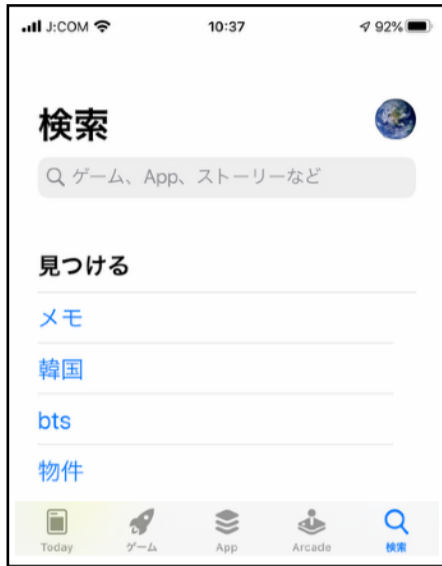 J:COM 10:37 92%
検索
ゲーム、App、ストーリーなど
見つける
メモ
韓国
bts
物件
Today ゲーム App Arcade 検索